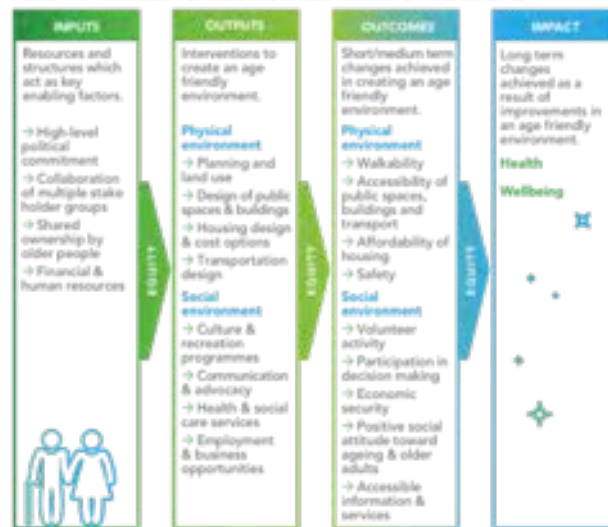 INPUTS
Resources and
structures which
act as key
enabling factors.
→ High-level
political
commitment
→ Collaboration
of multiple stake
holder groups
→ Shared
ownership by
older people
→ Financial &
human resources
EQUITY
OUTPUTS
Interventions to
create an age
friendly
environment.
Physical
environment
→ Planning and
land use
→ Design of public
spaces & buildings
→ Housing design
& cost options
→ Transportation
design
Social
environment
→ Culture &
recreation
programmes
→ Communication
& advocacy
→ Health & social
care services
→ Employment
& business
opportunities
EQUITY
OUTCOMES
Short/medium term
changes achieved
in creating an age
friendly
environment.
Physical
environment
→ Walkability
→ Accessibility of
public spaces,
buildings and
transport
→ Affordability of
housing
→ Safety
Social
environment
→ Volunteer
activity
→ Participation in
decision making
→ Economic
security
→ Positive social
attitude toward
ageing & older
adults
→ Accessible
information &
services
EQUITY
IMPACT
Long term
changes
achieved as a
result of
improvements in
an age friendly
environment.
Health
Wellbeing